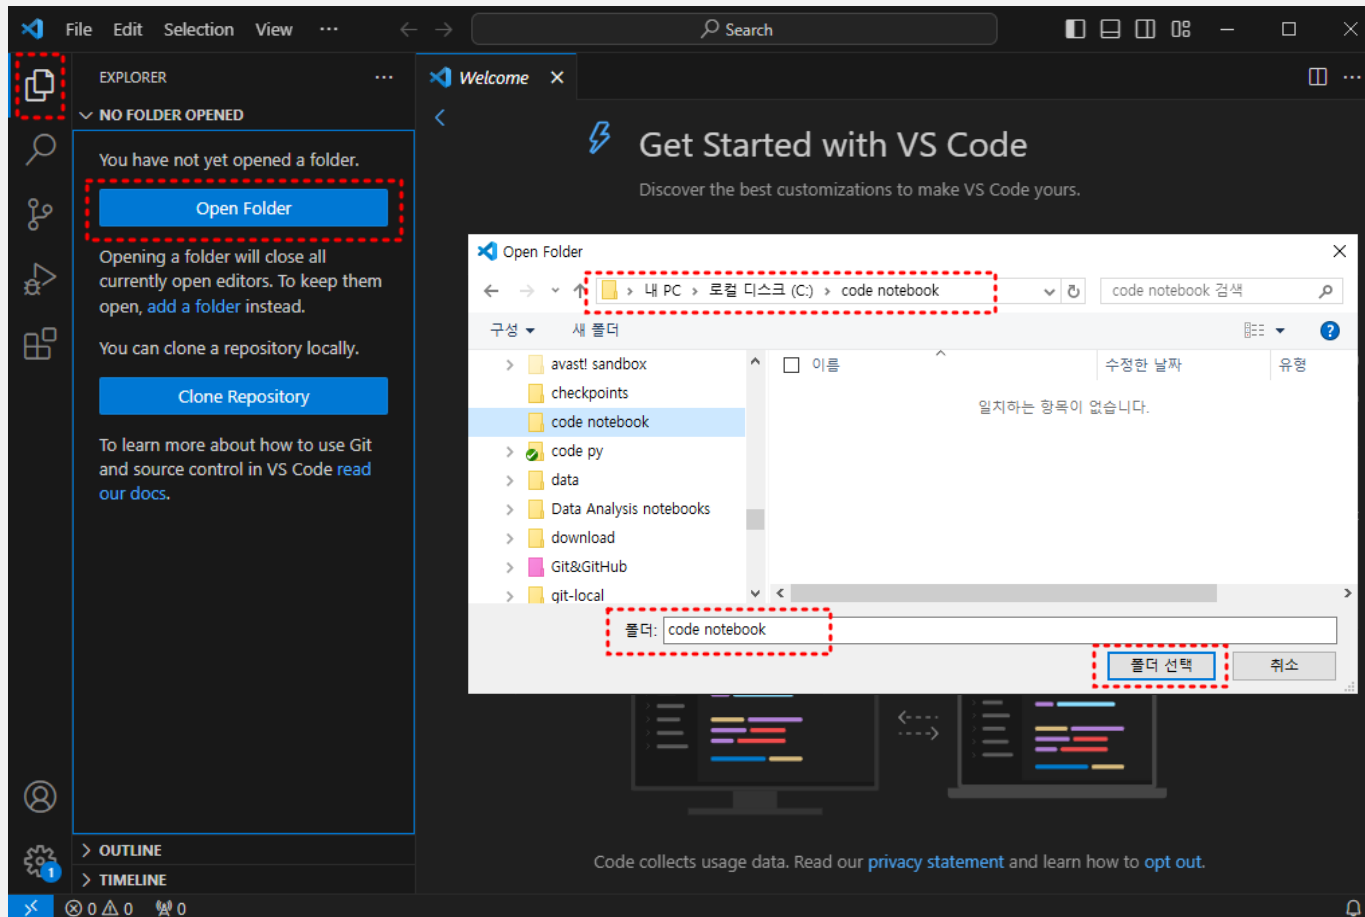 File Edit Selection View ··· Search
EXPLORER ···
NO FOLDER OPENED
You have not yet opened a folder.
Open Folder
Opening a folder will close all
currently open editors. To keep them
open, add a folder instead.
You can clone a repository locally.
Clone Repository
To learn more about how to use Git
and source control in VS Code read
our docs.
OUTLINE
TIMELINE
Welcome
Get Started with VS Code
Discover the best customizations to make VS Code yours.
Open Folder
내 PC > 로컬 디스크 (C:) > code notebook
code notebook 검색
구성 새 폴더
avast! sandbox
checkpoints
code notebook
code py
data
Data Analysis notebooks
download
Git&GitHub
git-local
이름 수정한 날짜 유형
일치하는 항목이 없습니다.
폴더: code notebook
폴더 선택 취소
Code collects usage data. Read our privacy statement and learn how to opt out.
1
0 0 0